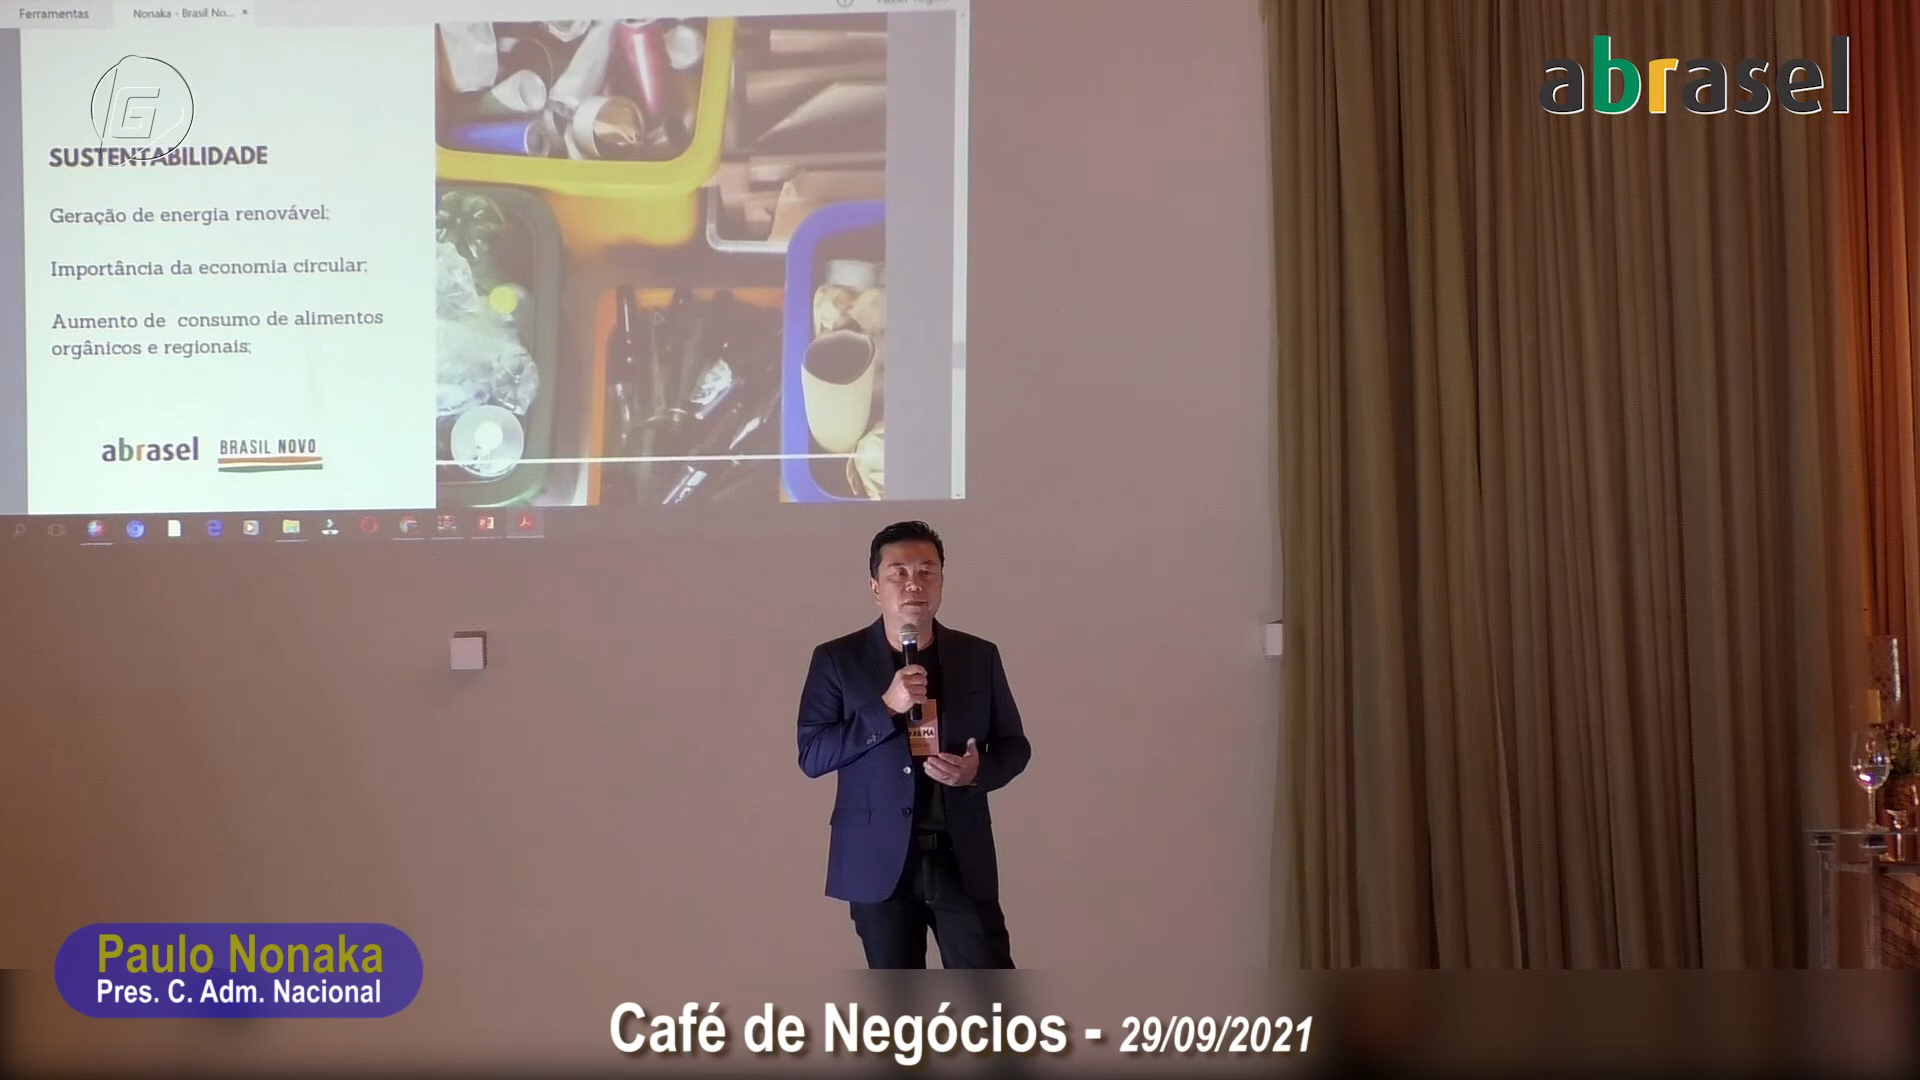 Ferramentas
Nonaka - Brasil No... ×
abrasel
G
SUSTENTABILIDADE
Geração de energia renovável;
Importância da economia circular;
Aumento de consumo de alimentos
orgânicos e regionais;
abrasel BRASIL NOVO
Paulo Nonaka
Pres. C. Adm. Nacional
Café de Negócios - 29/09/2021